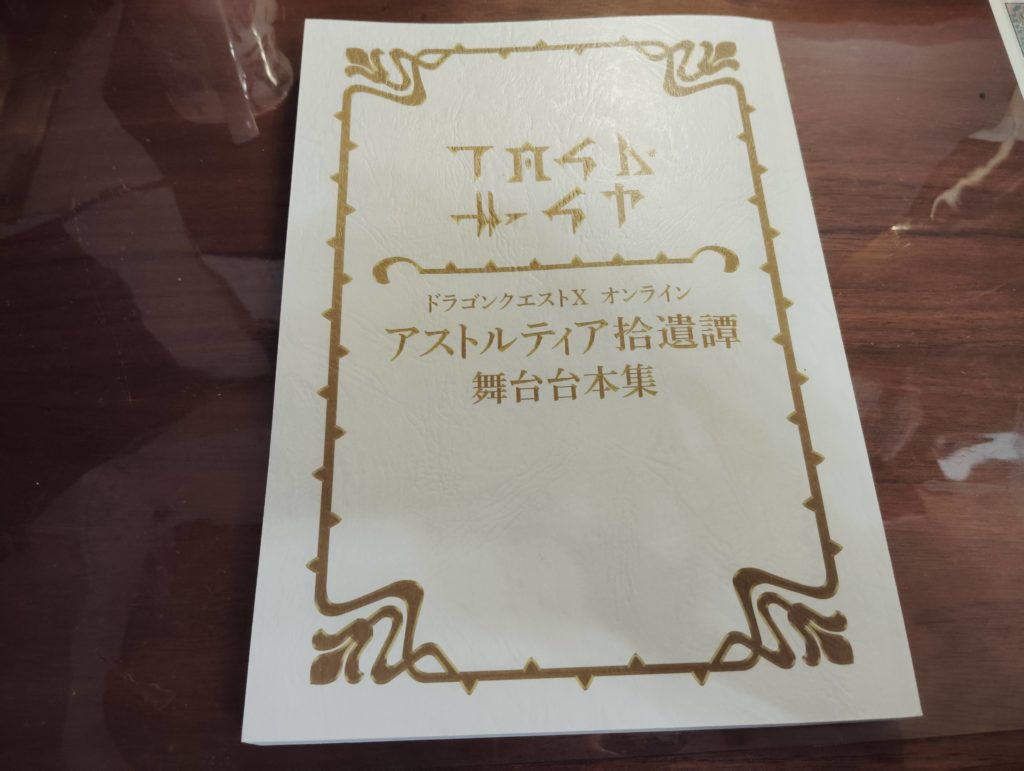 ドラゴンクエストX オンライン
アストルティア拾遺譚
舞台台本集